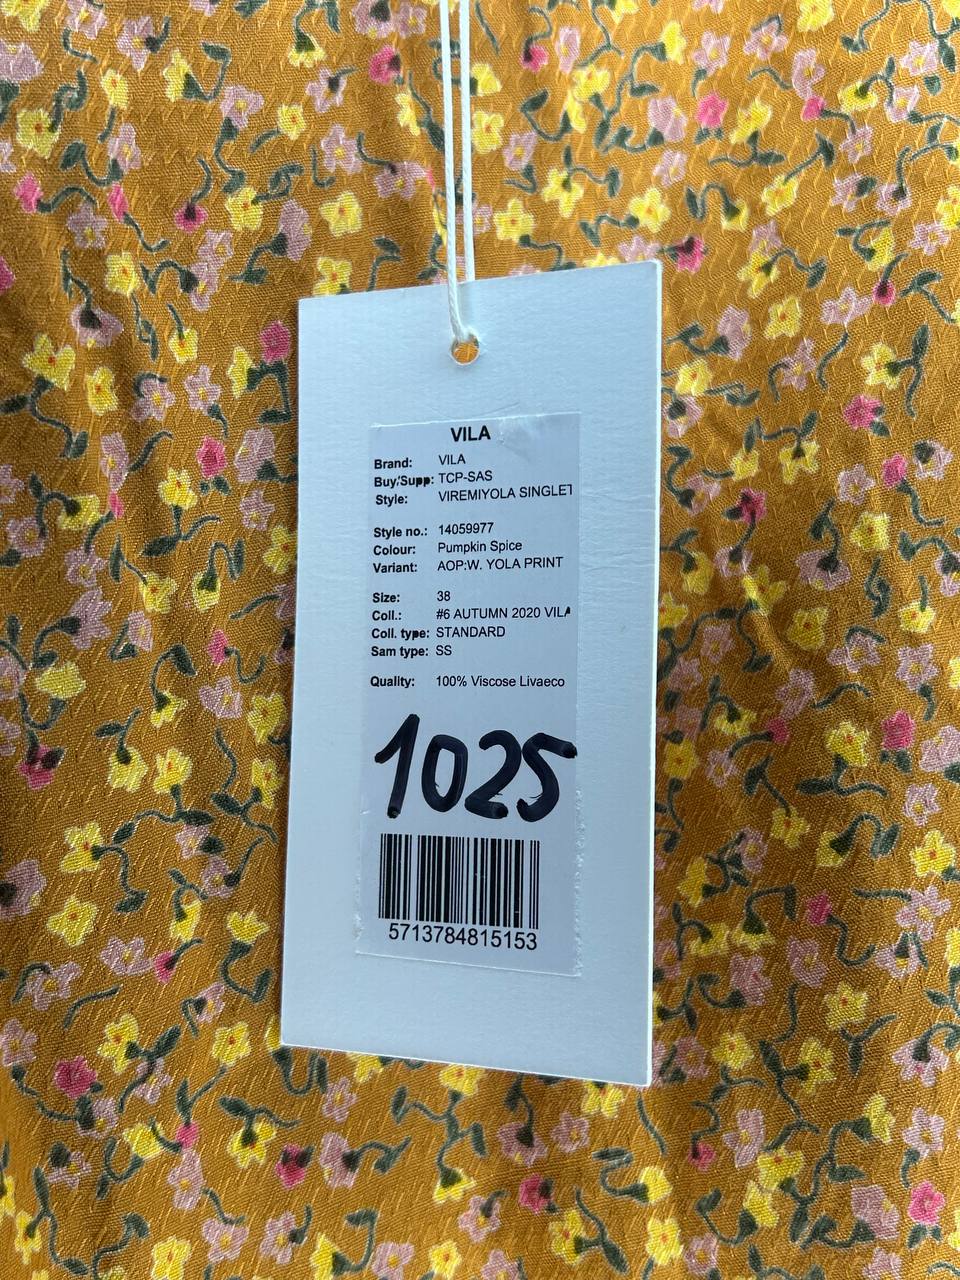 VILA
Brand: VILA
Buy/Supp: TCP-SAS
Style: VIREMIYOLA SINGLET
Style no.: 14059977
Colour: Pumpkin Spice
Variant: AOP:W. YOLA PRINT
Size: 38
Coll.: #6 AUTUMN 2020 VILA
Coll. type: STANDARD
Sam type: SS
Quality: 100% Viscose Livaeco
1025
5713784815153